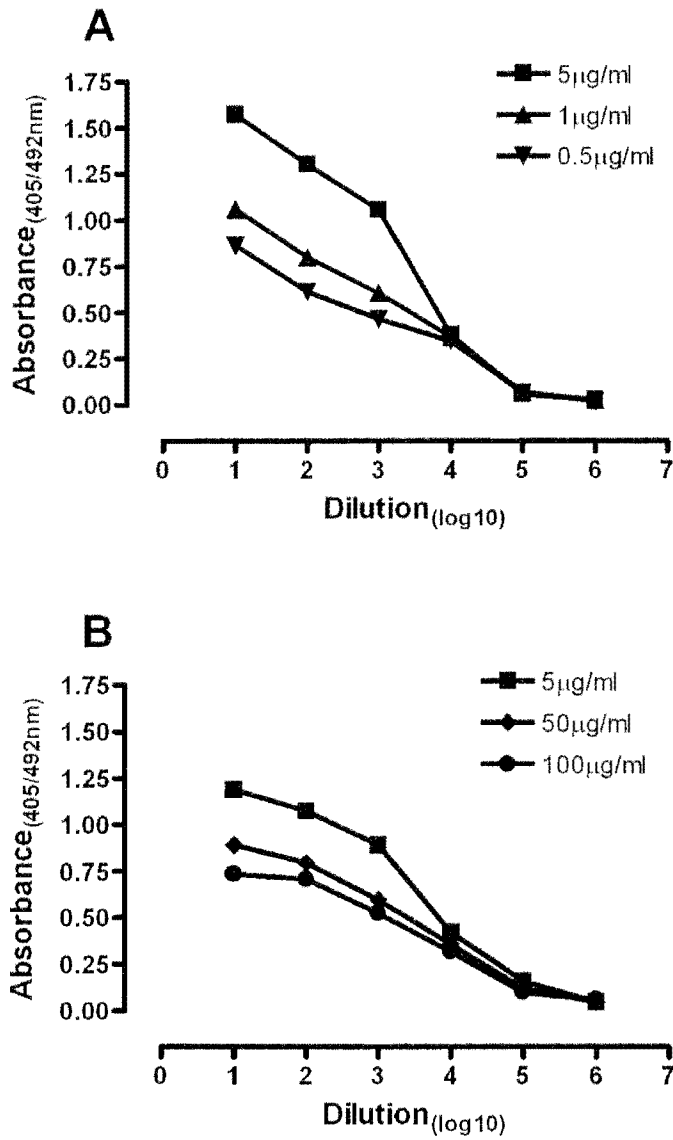 A
5µg/ml
1µg/ml
0.5µg/ml
1.75
1.50
1.25
1.00
0.75
0.50
0.25
0.00
Absorbance(405/492nm)
0 1 2 3 4 5 6 7
Dilution(log10)
B
5µg/ml
50µg/ml
100µg/ml
1.75
1.50
1.25
1.00
0.75
0.50
0.25
0.00
Absorbance(405/492nm)
0 1 2 3 4 5 6 7
Dilution(log10)